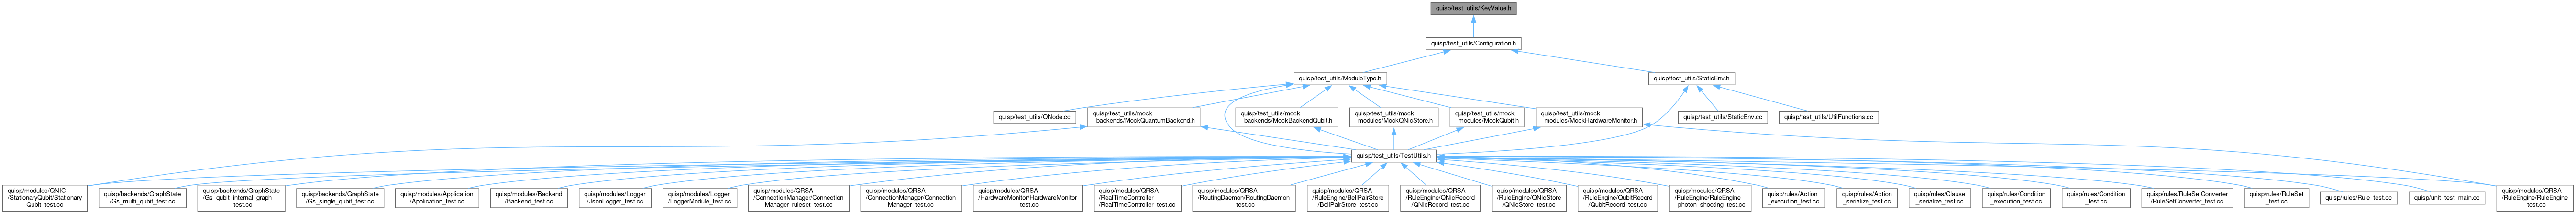 quisp/test_utils/KeyValue.h
quisp/test_utils/Configuration.h
quisp/test_utils/ModuleType.h
quisp/test_utils/StaticEnv.h
quisp/test_utils/QNode.cc
quisp/test_utils/mock
_backends/MockQuantumBackend.h
quisp/test_utils/mock
_backends/MockBackendQubit.h
quisp/test_utils/mock
_modules/MockQNicStore.h
quisp/test_utils/mock
_modules/MockQubit.h
quisp/test_utils/mock
_modules/MockHardwareMonitor.h
quisp/test_utils/StaticEnv.cc
quisp/test_utils/UtilFunctions.cc
quisp/test_utils/TestUtils.h
quisp/modules/QNIC
/StationaryQubit/Stationary
Qubit_test.cc
quisp/backends/GraphState
/Gs_multi_qubit_test.cc
quisp/backends/GraphState
/Gs_qubit_internal_graph
_test.cc
quisp/backends/GraphState
/Gs_single_qubit_test.cc
quisp/modules/Application
/Application_test.cc
quisp/modules/Backend
/Backend_test.cc
quisp/modules/Logger
/JsonLogger_test.cc
quisp/modules/Logger
/LoggerModule_test.cc
quisp/modules/QRSA
/ConnectionManager/Connection
Manager_ruleset_test.cc
quisp/modules/QRSA
/ConnectionManager/Connection
Manager_test.cc
quisp/modules/QRSA
/HardwareMonitor/HardwareMonitor
_test.cc
quisp/modules/QRSA
/RealTimeController
/RealTimeController_test.cc
quisp/modules/QRSA
/RoutingDaemon/RoutingDaemon
_test.cc
quisp/modules/QRSA
/RuleEngine/BellPairStore
/BellPairStore_test.cc
quisp/modules/QRSA
/RuleEngine/QNicRecord
/QNicRecord_test.cc
quisp/modules/QRSA
/RuleEngine/QNicStore
/QNicStore_test.cc
quisp/modules/QRSA
/RuleEngine/QubitRecord
/QubitRecord_test.cc
quisp/modules/QRSA
/RuleEngine/RuleEngine
_photon_shooting_test.cc
quisp/rules/Action
_execution_test.cc
quisp/rules/Action
_serialize_test.cc
quisp/rules/Clause
_serialize_test.cc
quisp/rules/Condition
_execution_test.cc
quisp/rules/Condition
_test.cc
quisp/rules/RuleSetConverter
/RuleSetConverter_test.cc
quisp/rules/RuleSet
_test.cc
quisp/rules/Rule_test.cc
quisp/unit_test_main.cc
quisp/modules/QRSA
/RuleEngine/RuleEngine
_test.cc